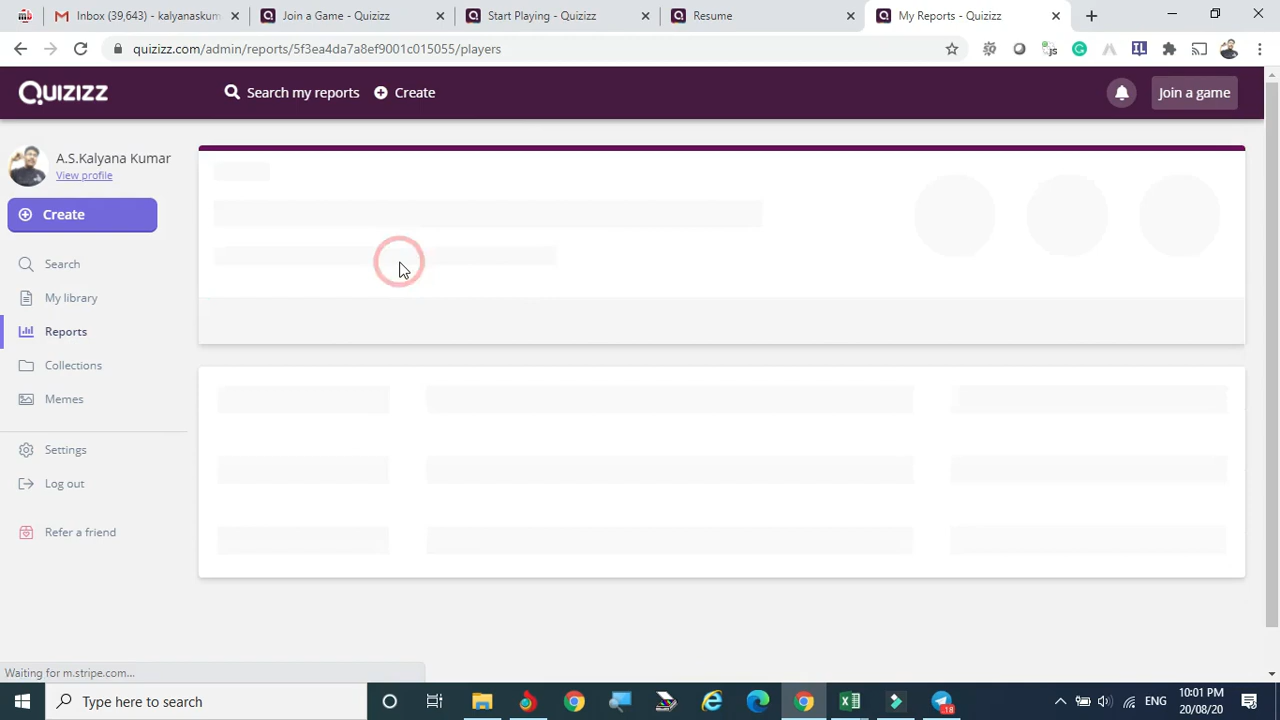 Inbox (39,643) - kalyanaskum
Join a Game - Quizizz
Start Playing - Quizizz
Resume
My Reports - Quizizz
quizizz.com/admin/reports/5f3ea4da7a8ef9001c015055/players
QUIZIZZ
Search my reports
Create
Join a game
A.S.Kalyana Kumar
View profile
Create
Search
My library
Reports
Collections
Memes
Settings
Log out
Refer a friend
Waiting for m.stripe.com...
Type here to search
18
ENG
10:01 PM
20/08/20